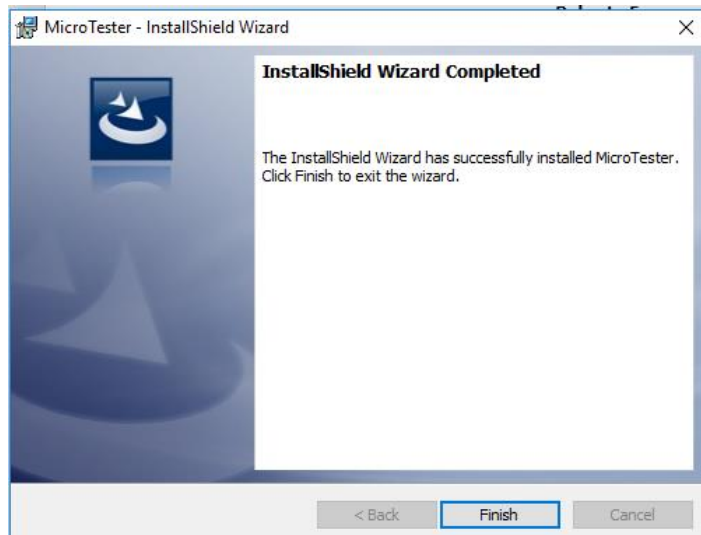 MicroTester - InstallShield Wizard
InstallShield Wizard Completed
The InstallShield Wizard has successfully installed MicroTester.
Click Finish to exit the wizard.
< Back
Finish
Cancel